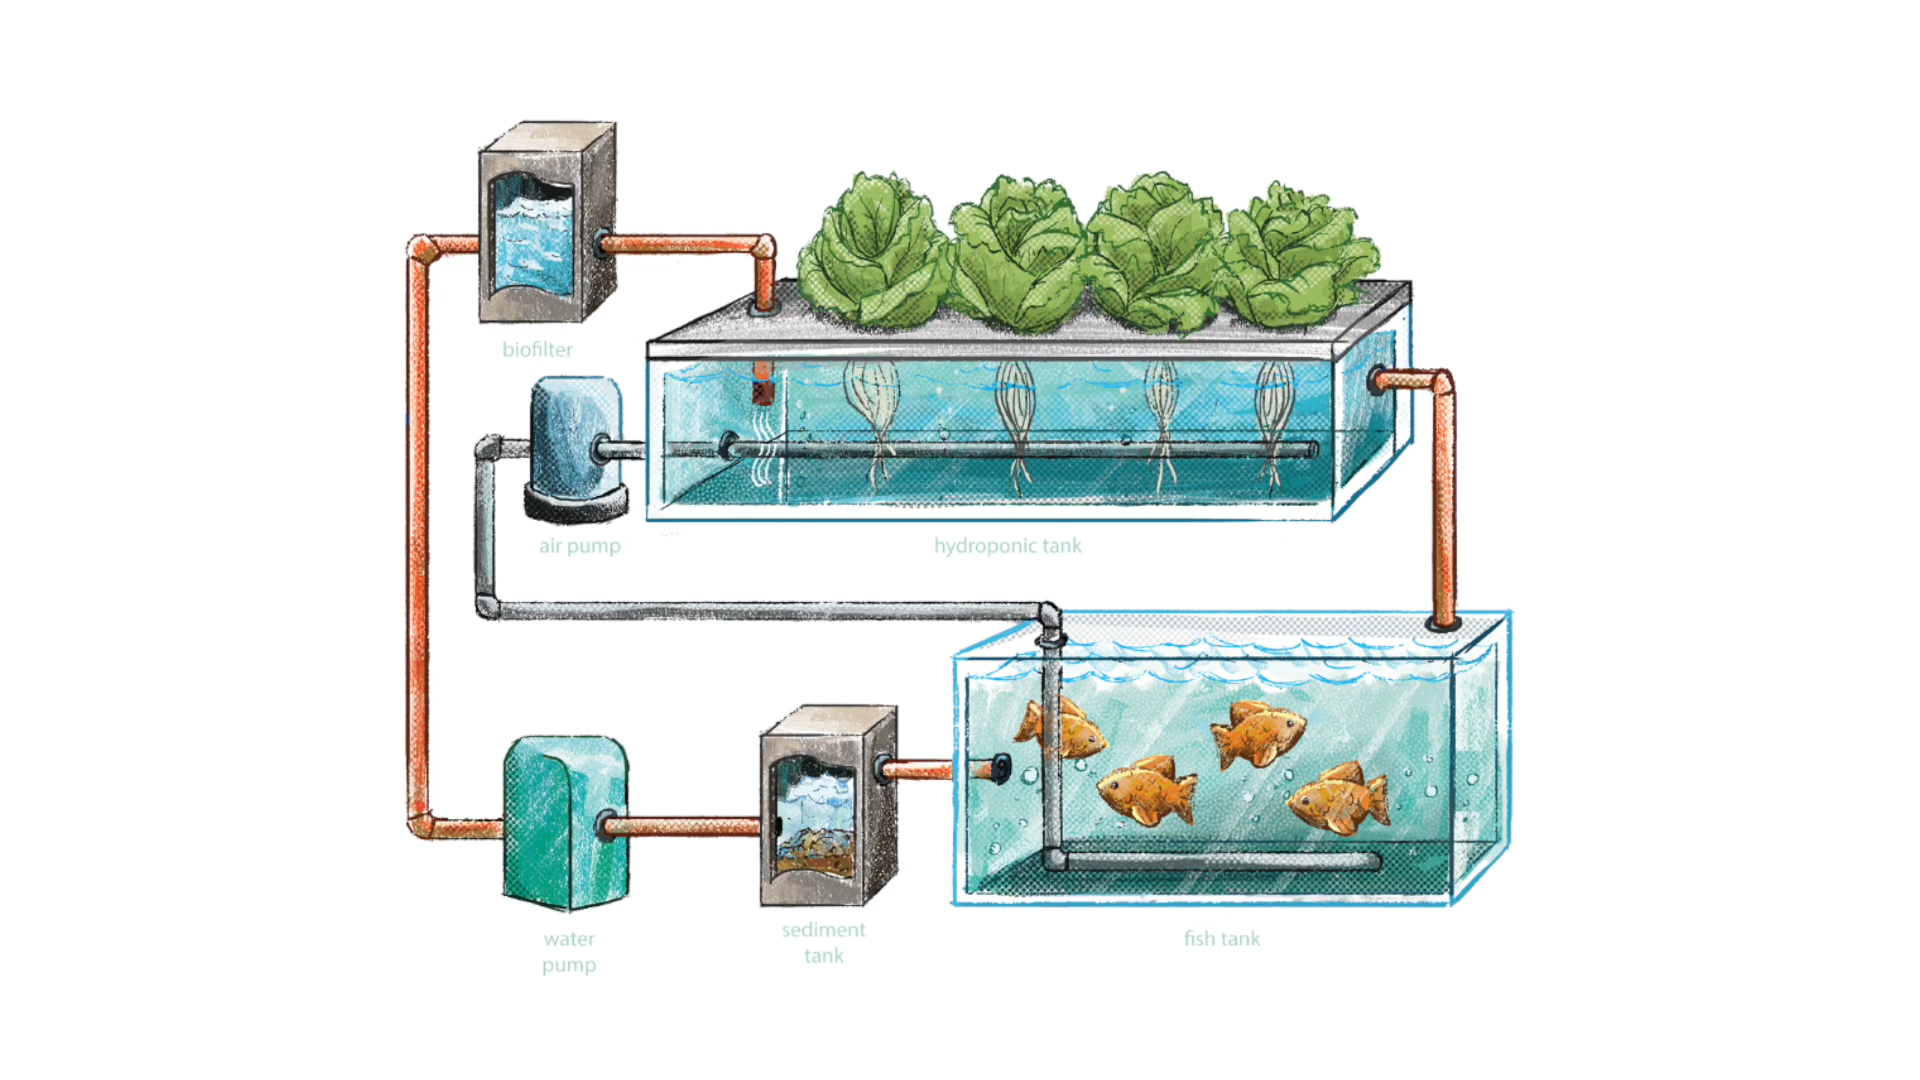 biofilter
air pump
hydroponic tank
water
pump
sediment
tank
fish tank